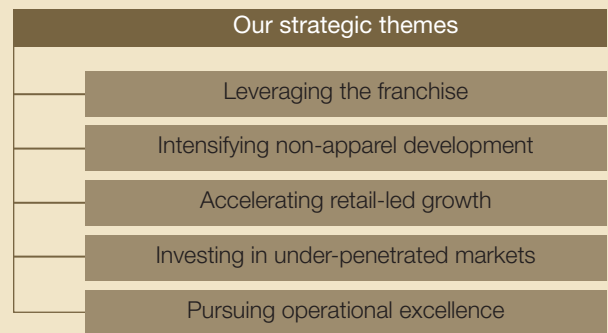 Our strategic themes
Leveraging the franchise
Intensifying non-apparel development
Accelerating retail-led growth
Investing in under-penetrated markets
Pursuing operational excellence